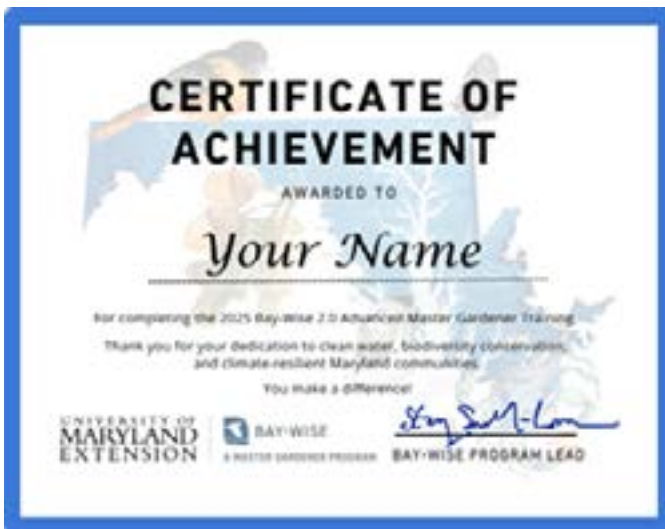 CERTIFICATE OF
ACHIEVEMENT
AWARDED TO
Your Name
For completing the 2025 Bay-Wise 2.0 Advanced Master Gardener Training
Thank you for your dedication to clean water, biodiversity conservation,
and climate-resilient Maryland communities.
You make a difference!
UNIVERSITY OF
MARYLAND
EXTENSION
BAY-WISE
A MASTER GARDENER PROGRAM
BAY-WISE PROGRAM LEAD